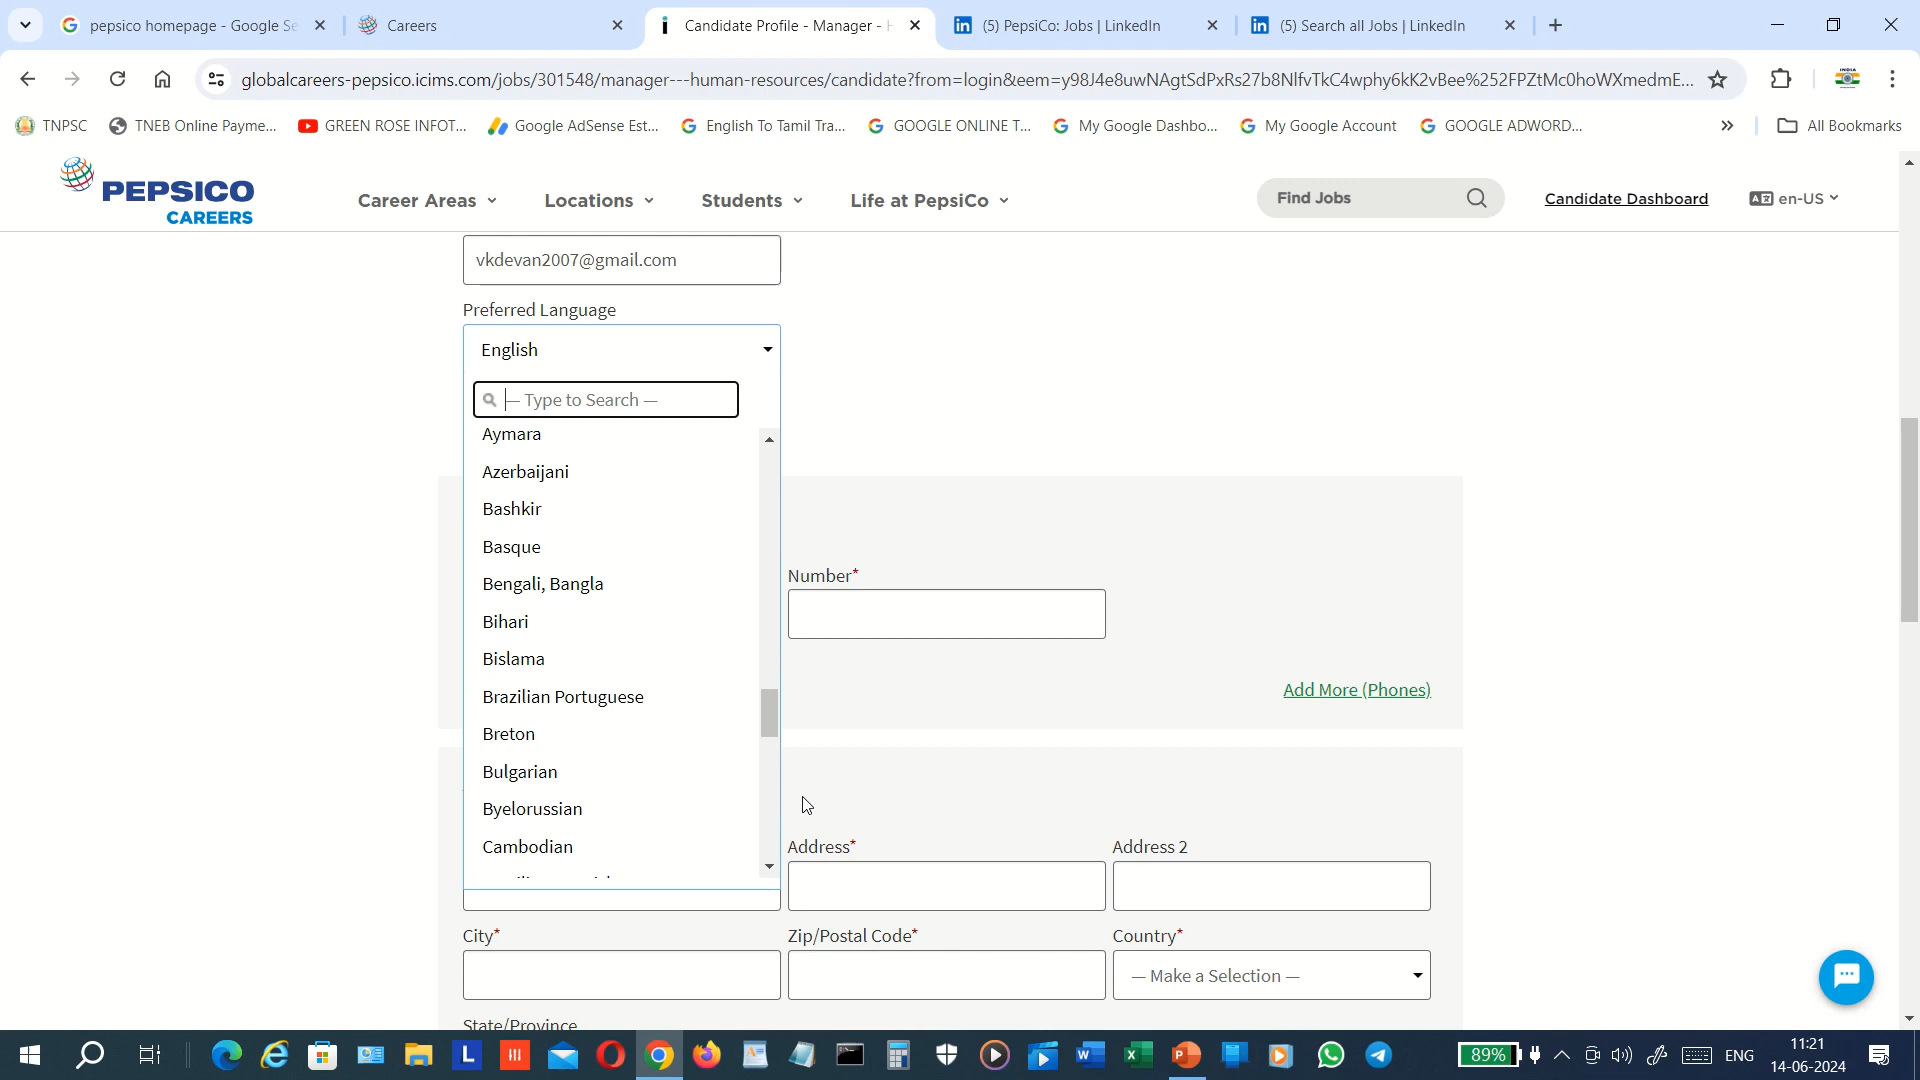 pepsico homepage - Google Se
Careers
Candidate Profile - Manager - H
(5) PepsiCo: Jobs | LinkedIn
(5) Search all Jobs | LinkedIn
globalcareers-pepsico.icims.com/jobs/301548/manager---human-resources/candidate?from=login&eem=y98J4e8uwNAgtSdPxRs27b8NlfvTkC4wphy6kK2vBee%252FPZtMc0hoWXmedmE...
TNPSC
TNEB Online Payme...
GREEN ROSE INFOT...
Google AdSense Est...
English To Tamil Tra...
GOOGLE ONLINE T...
My Google Dashbo...
My Google Account
GOOGLE ADWORD...
All Bookmarks
PEPSICO
CAREERS
Career Areas
Locations
Students
Life at PepsiCo
Find Jobs
Candidate Dashboard
en-US
vkdevan2007@gmail.com
Preferred Language
English
— Type to Search —
Aymara
Azerbaijani
Bashkir
Basque
Bengali, Bangla
Bihari
Bislama
Brazilian Portuguese
Breton
Bulgarian
Byelorussian
Cambodian
Number*
Add More (Phones)
Address*
Address 2
City*
Zip/Postal Code*
Country*
— Make a Selection —
State/Province
89%
ENG
11:21
14-06-2024